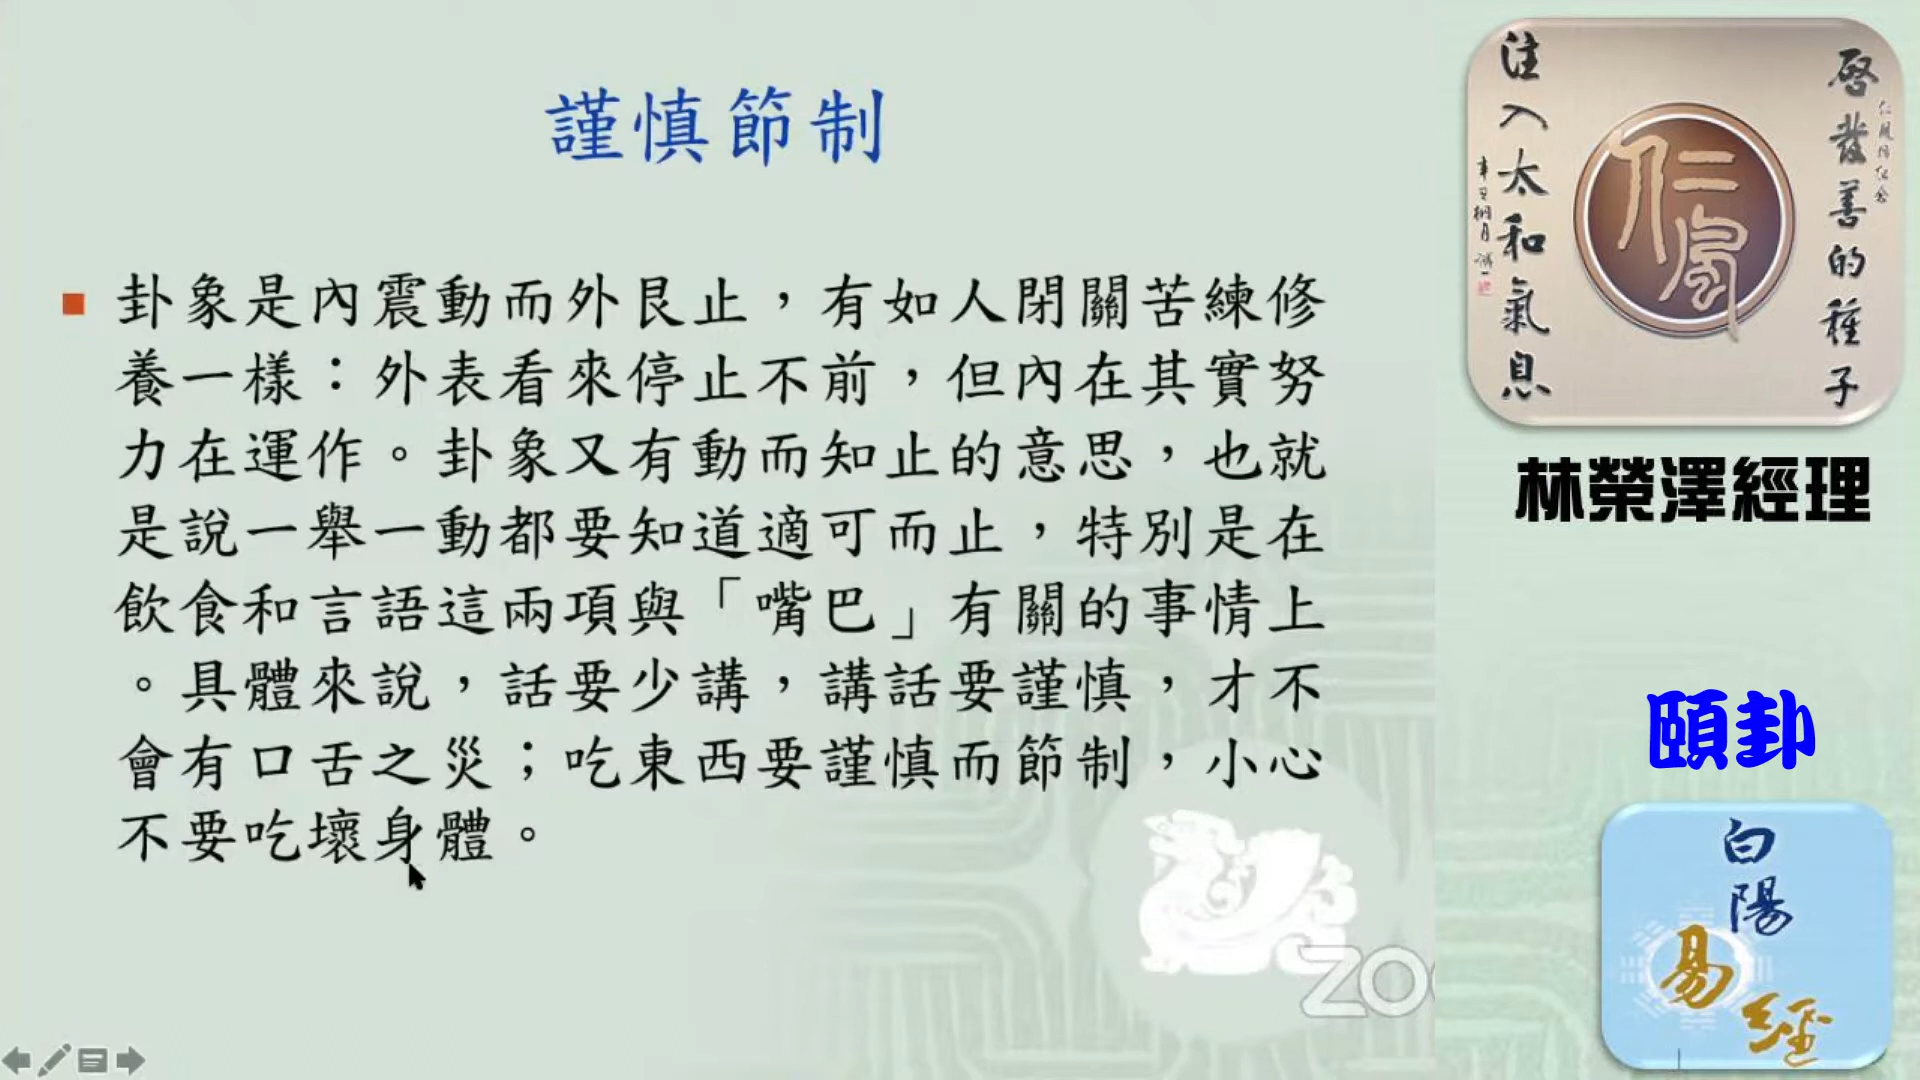 謹慎節制
卦象是內震動而外艮止，有如人閉關苦練修
養一樣：外表看來停止不前，但內在其實努
力在運作。卦象又有動而知止的意思，也就
是說一舉一動都要知道適可而止，特別是在
飲食和言語這兩項與「嘴巴」有關的事情上
。具體來說，話要少講，講話要謹慎，才不
會有口舌之災；吃東西要謹慎而節制，小心
不要吃壞身體。
ZO
啓發善的種子
仁風
注入太和氣息
林榮澤經理
頤卦
白陽
易經